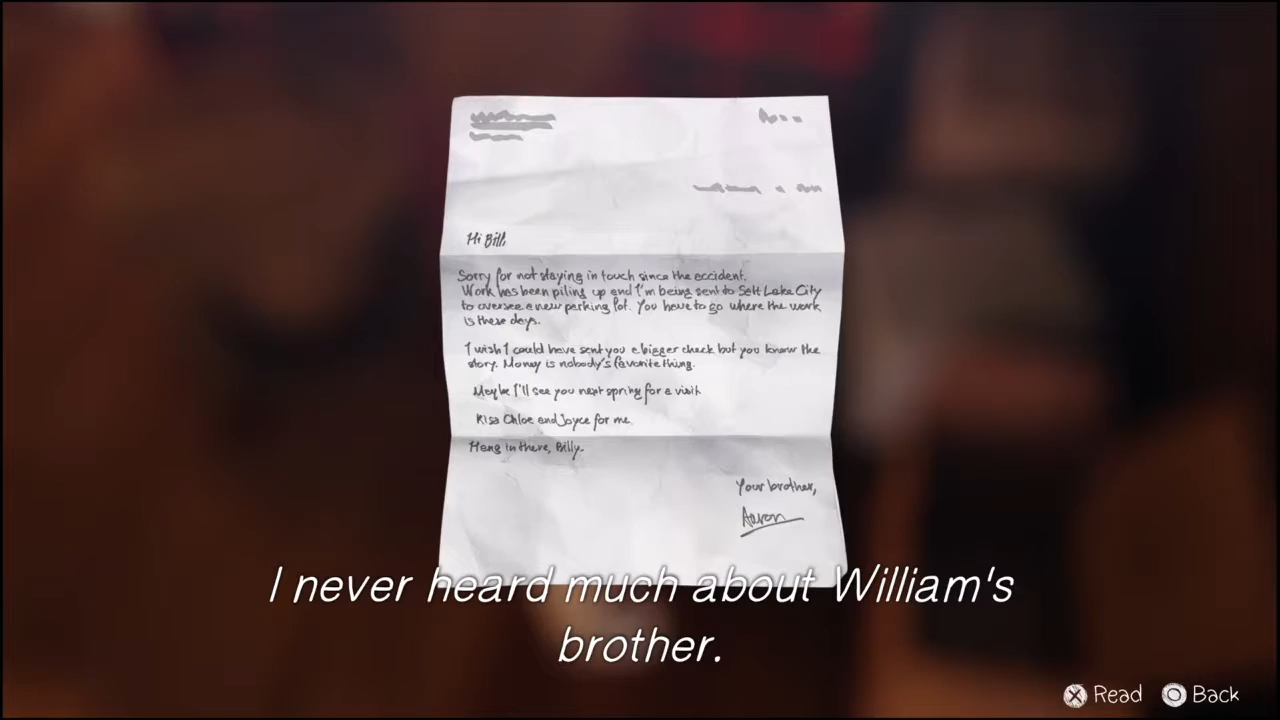 Hi Bill,
Sorry for not staying in touch since the accident.
Work has been piling up and I'm being sent to Salt Lake City
to oversee a new parking lot. You have to go where the work
is these days.
I wish I could have sent you a bigger check but you know the
story. Money is nobody's favorite thing.
Maybe I'll see you next spring for a visit.
Kiss Chloe and Joyce for me.
Hang in there, Billy.
Your brother,
Aaron
I never heard much about William's
brother.
Read Back